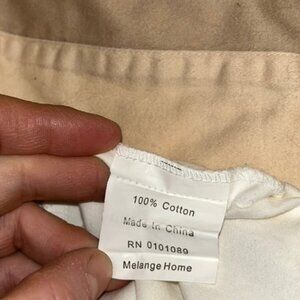 100% Cotton
Made in China
RN 0101089
Melange Home